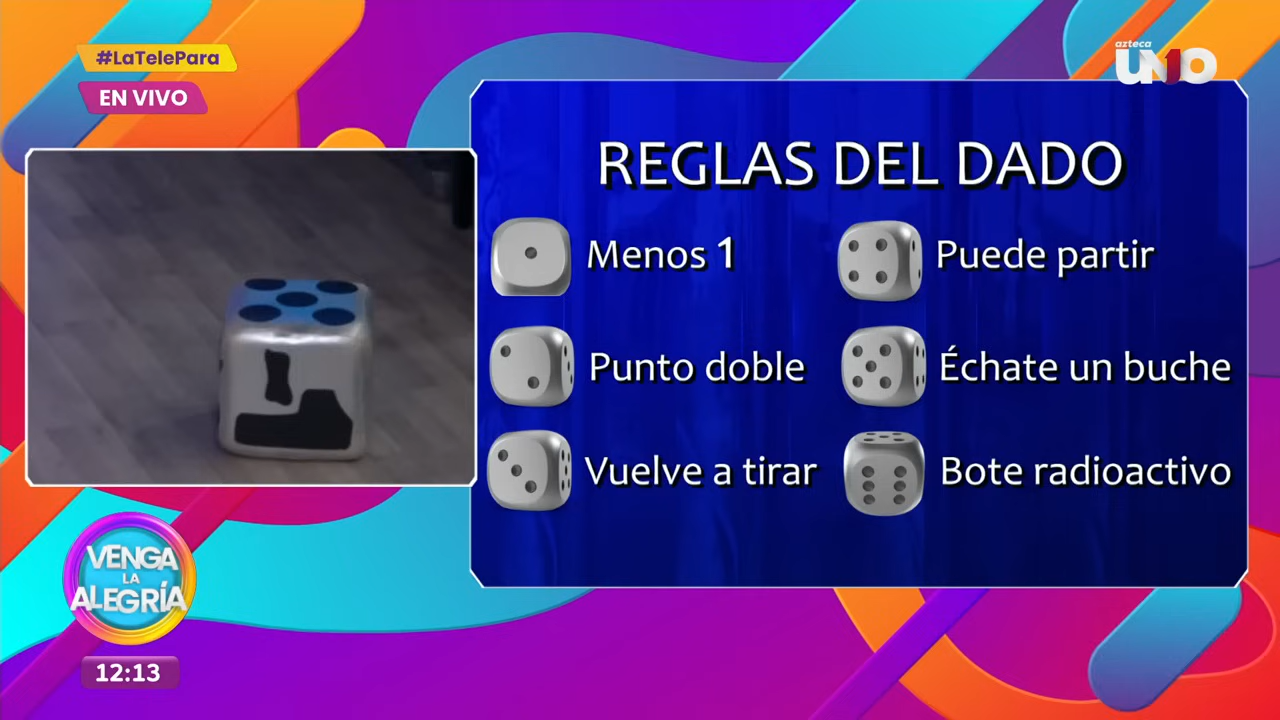 #LaTelePara
EN VIVO
azteca
UNO
REGLAS DEL DADO
Menos 1
Puede partir
Punto doble
Échate un buche
Vuelve a tirar
Bote radioactivo
VENGA
LA
ALEGRÍA
12:13